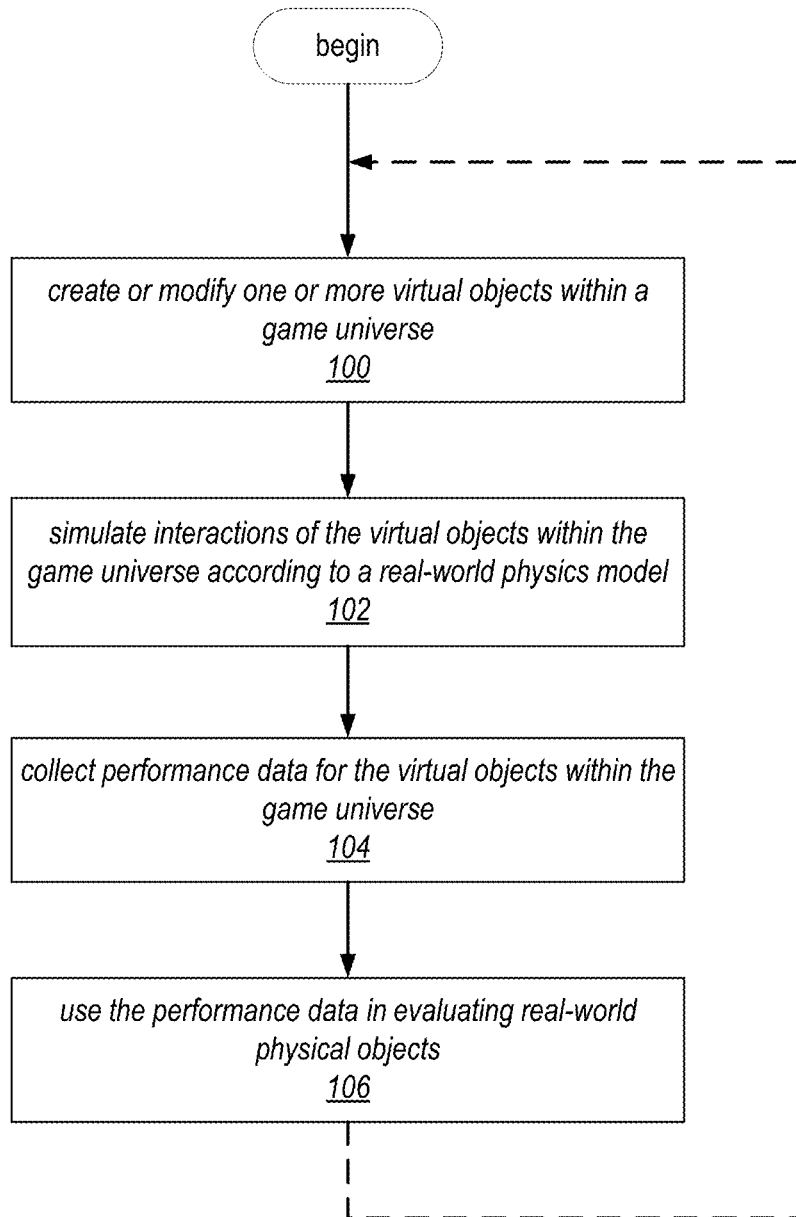 begin
create or modify one or more virtual objects within a
game universe
100
simulate interactions of the virtual objects within the
game universe according to a real-world physics model
102
collect performance data for the virtual objects within the
game universe
104
use the performance data in evaluating real-world
physical objects
106